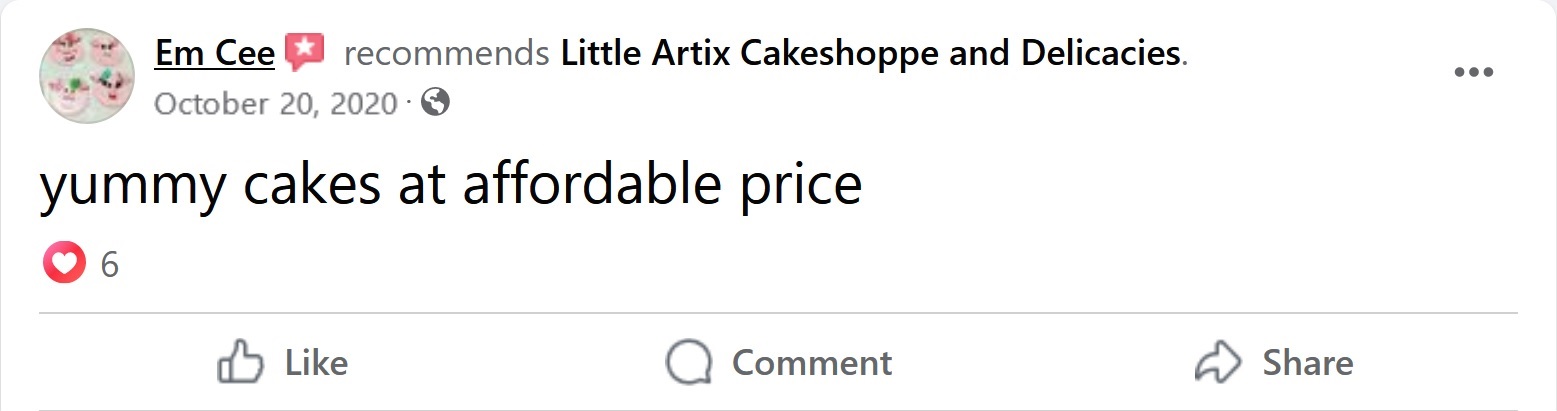 Em Cee recommends Little Artix Cakeshoppe and Delicacies.
October 20, 2020 ·
yummy cakes at affordable price
6
Like Comment Share